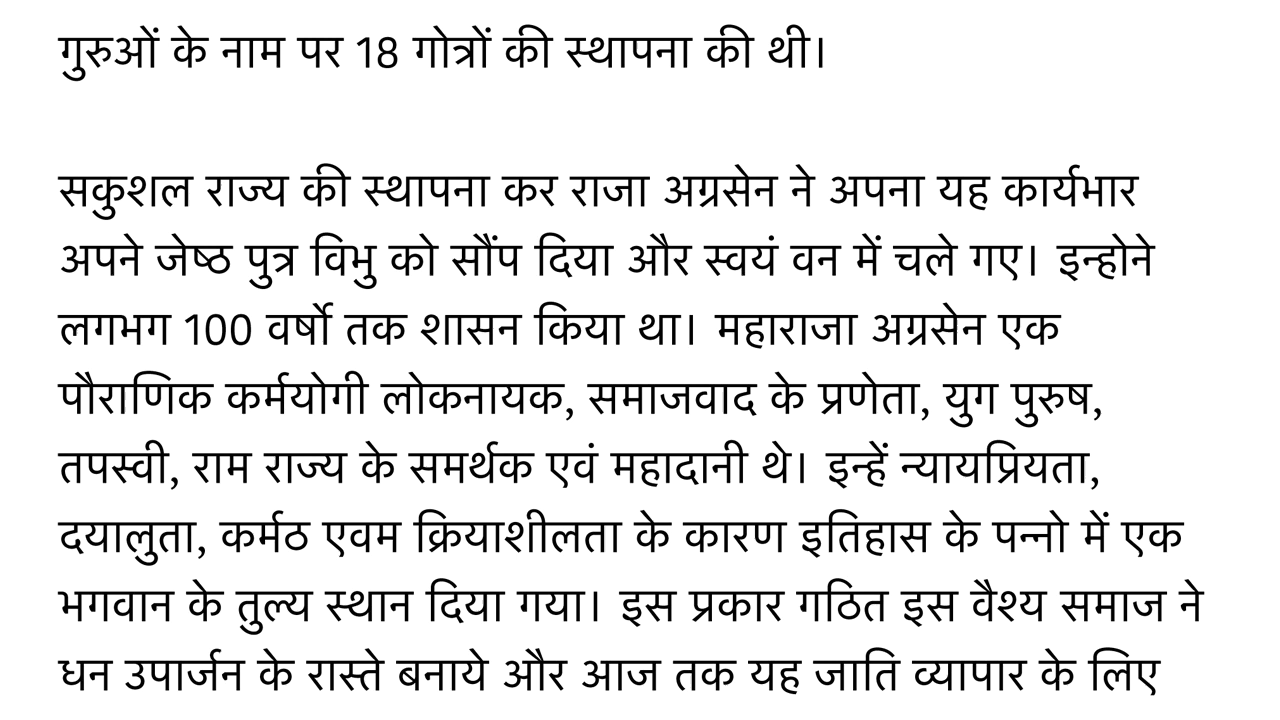 गुरुओं के नाम पर 18 गोत्रों की स्थापना की थी।
सकुशल राज्य की स्थापना कर राजा अग्रसेन ने अपना यह कार्यभार
अपने जेष्ठ पुत्र विभु को सौंप दिया और स्वयं वन में चले गए। इन्होने
लगभग 100 वर्षो तक शासन किया था। महाराजा अग्रसेन एक
पौराणिक कर्मयोगी लोकनायक, समाजवाद के प्रणेता, युग पुरुष,
तपस्वी, राम राज्य के समर्थक एवं महादानी थे। इन्हें न्यायप्रियता,
दयालुता, कर्मठ एवम क्रियाशीलता के कारण इतिहास के पन्नो में एक
भगवान के तुल्य स्थान दिया गया। इस प्रकार गठित इस वैश्य समाज ने
धन उपार्जन के रास्ते बनाये और आज तक यह जाति व्यापार के लिए